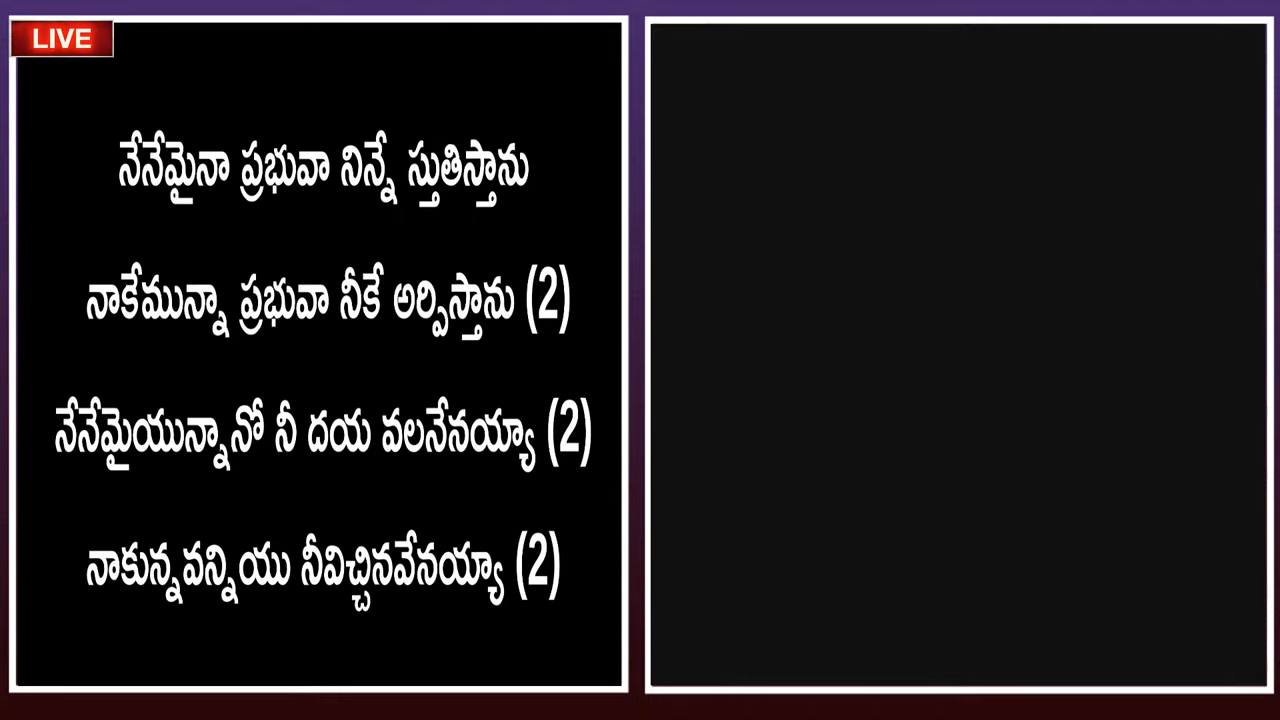 LIVE
నేనేమైనా ప్రభువా నిన్నే స్తుతిస్తాను
నాకేమున్నా ప్రభువా నీకే అర్పిస్తాను (2)
నేనేమైయున్నానో నీ దయ వలనేనయ్యా (2)
నాకున్నవన్నియు నీవిచ్చినవేనయ్యా (2)